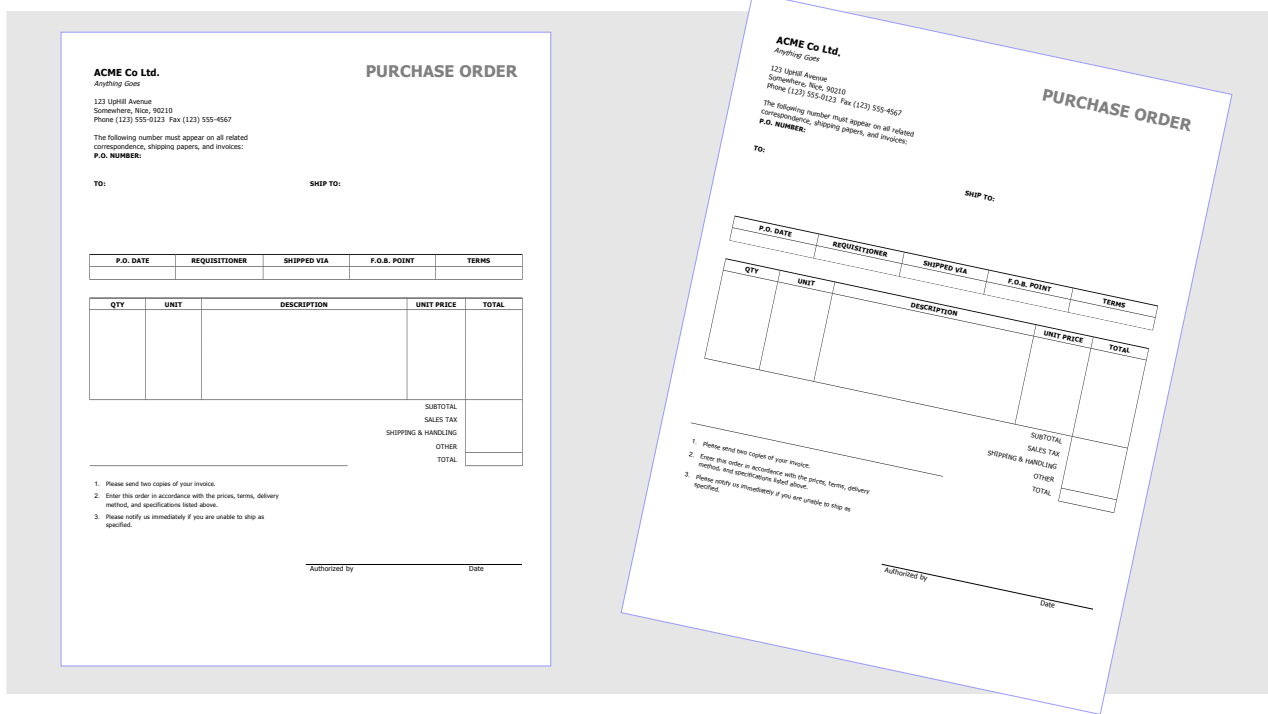 ACME Co Ltd.
PURCHASE ORDER
Anything Goes
123 UpHill Avenue
Somewhere, Nice, 90210
Phone (123) 555-0123  Fax (123) 555-4567
The following number must appear on all related
correspondence, shipping papers, and invoices:
P.O. NUMBER:
TO:
SHIP TO:
P.O. DATE REQUISITIONER SHIPPED VIA F.O.B. POINT TERMS
QTY UNIT DESCRIPTION UNIT PRICE TOTAL
SUBTOTAL
SALES TAX
SHIPPING & HANDLING
OTHER
TOTAL
1. Please send two copies of your invoice.
2. Enter this order in accordance with the prices, terms, delivery
method, and specifications listed above.
3. Please notify us immediately if you are unable to ship as
specified.
Authorized by Date
ACME Co Ltd.
Anything Goes
PURCHASE ORDER
123 UpHill Avenue
Somewhere, Nice, 90210
Phone (123) 555-0123  Fax (123) 555-4567
The following number must appear on all related
correspondence, shipping papers, and invoices:
P.O. NUMBER:
TO:
SHIP TO:
P.O. DATE REQUISITIONER SHIPPED VIA F.O.B. POINT TERMS
QTY UNIT DESCRIPTION UNIT PRICE TOTAL
SUBTOTAL
SALES TAX
SHIPPING & HANDLING
OTHER
TOTAL
1. Please send two copies of your invoice.
2. Enter this order in accordance with the prices, terms, delivery
method, and specifications listed above.
3. Please notify us immediately if you are unable to ship as
specified.
Authorized by Date